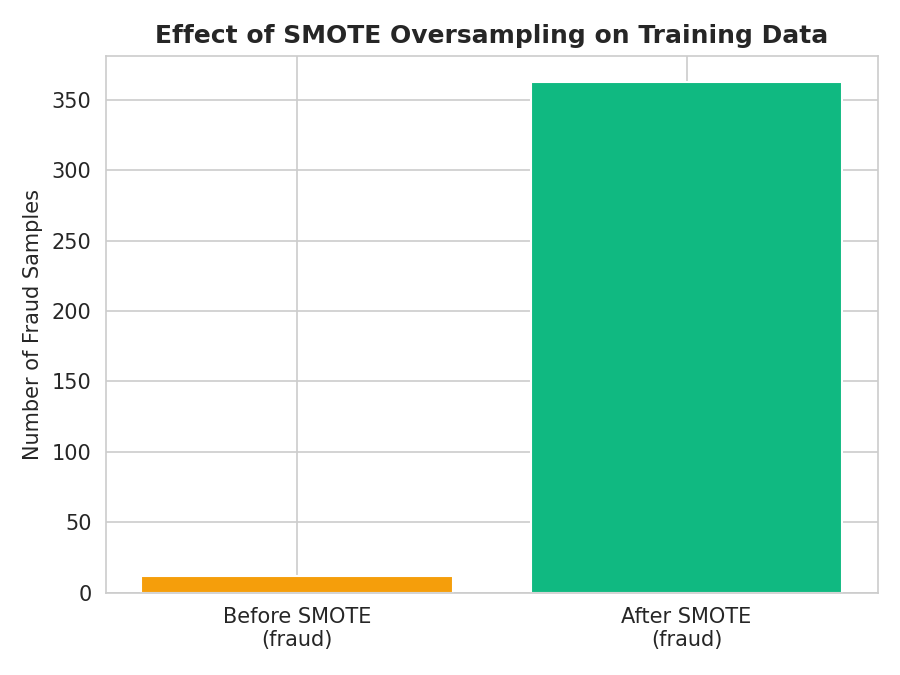 Effect of SMOTE Oversampling on Training Data
Number of Fraud Samples
350
300
250
200
150
100
50
0
Before SMOTE
(fraud)
After SMOTE
(fraud)